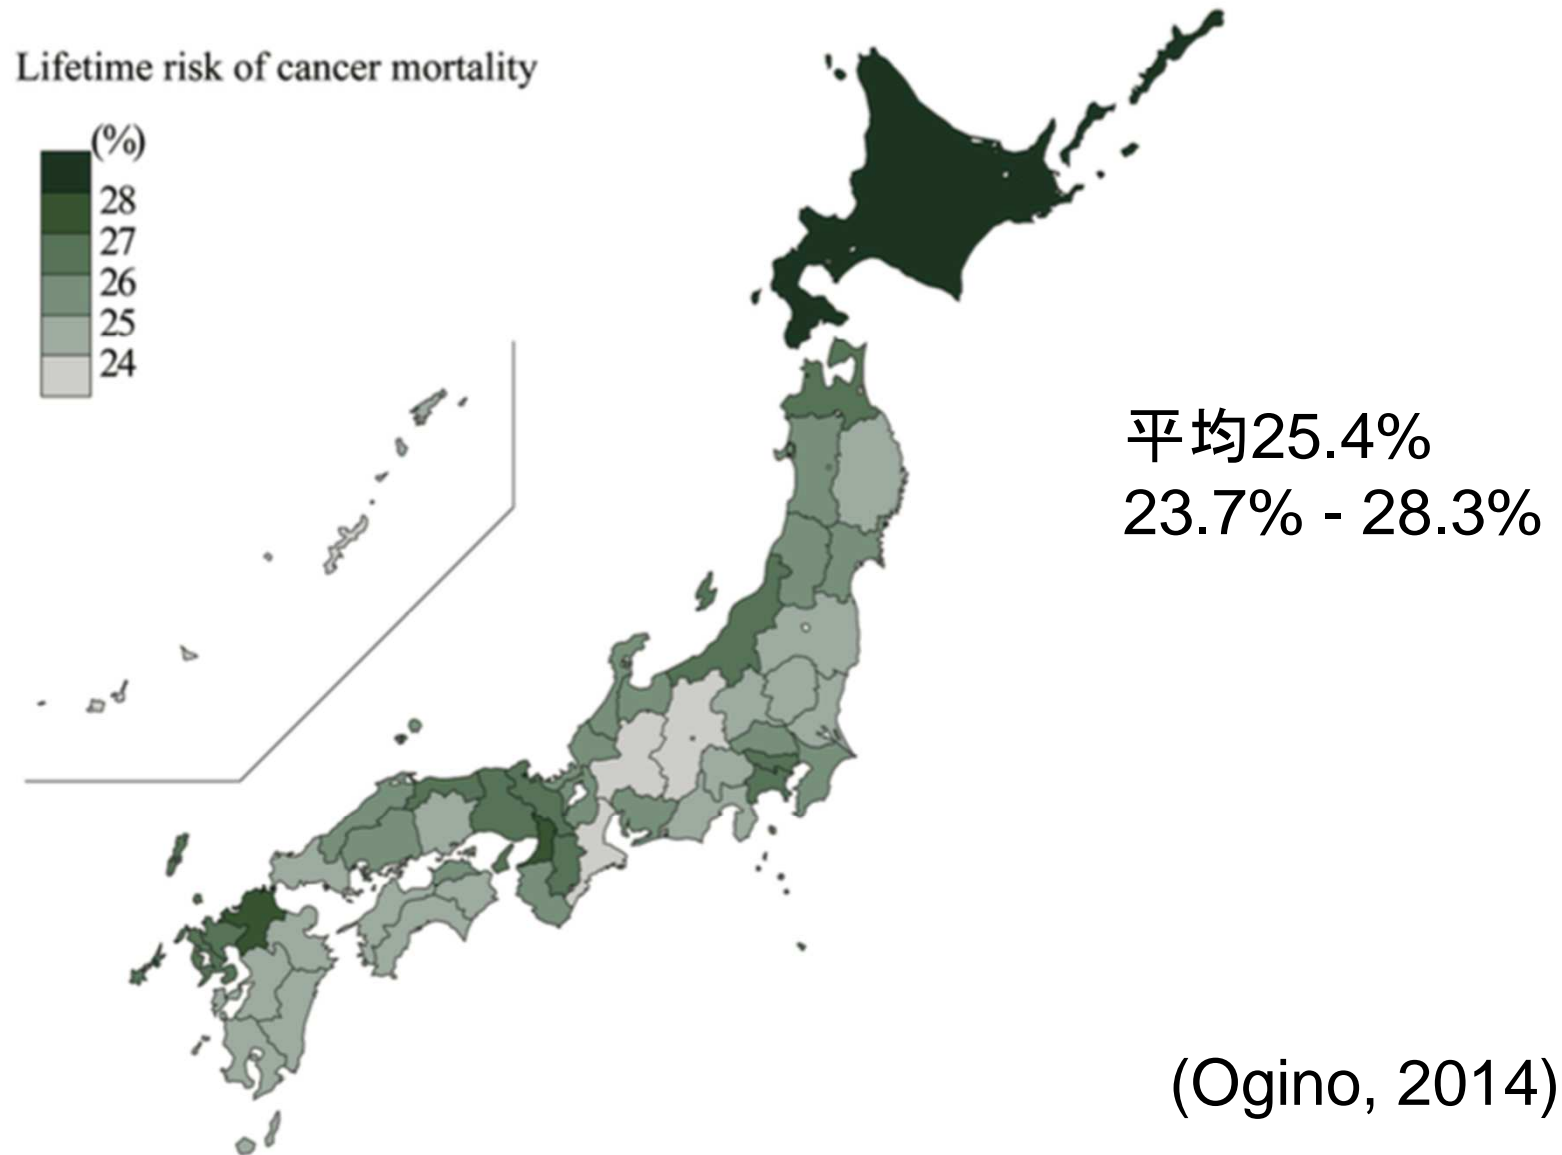 Lifetime risk of cancer mortality
(%)
28
27
26
25
24
平均25.4%
23.7% - 28.3%
(Ogino, 2014)